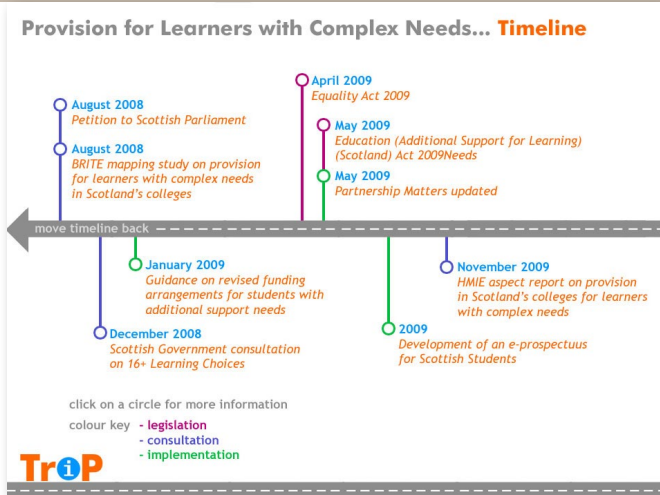 Provision for Learners with Complex Needs... Timeline
April 2009
Equality Act 2009
August 2008
Petition to Scottish Parliament
May 2009
Education (Additional Support for Learning)
(Scotland) Act 2009Needs
August 2008
BRITE mapping study on provision
for learners with complex needs
in Scotland's colleges
May 2009
Partnership Matters updated
move timeline back
January 2009
Guidance on revised funding
arrangements for students with
additional support needs
November 2009
HMIE aspect report on provision
in Scotland's colleges for learners
with complex needs
December 2008
Scottish Government consultation
on 16+ Learning Choices
2009
Development of an e-prospectuus
for Scottish Students
click on a circle for more information
colour key - legislation
- consultation
- implementation
TriP